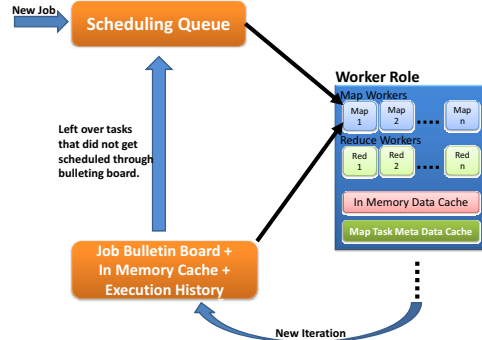 New Job
Scheduling Queue
Worker Role
Map Workers
Map 1
Map 2
....
Map n
Reduce Workers
Red 1
Red 2
....
Red n
In Memory Data Cache
Map Task Meta Data Cache
Left over tasks
that did not get
scheduled through
bulleting board.
Job Bulletin Board +
In Memory Cache +
Execution History
New Iteration